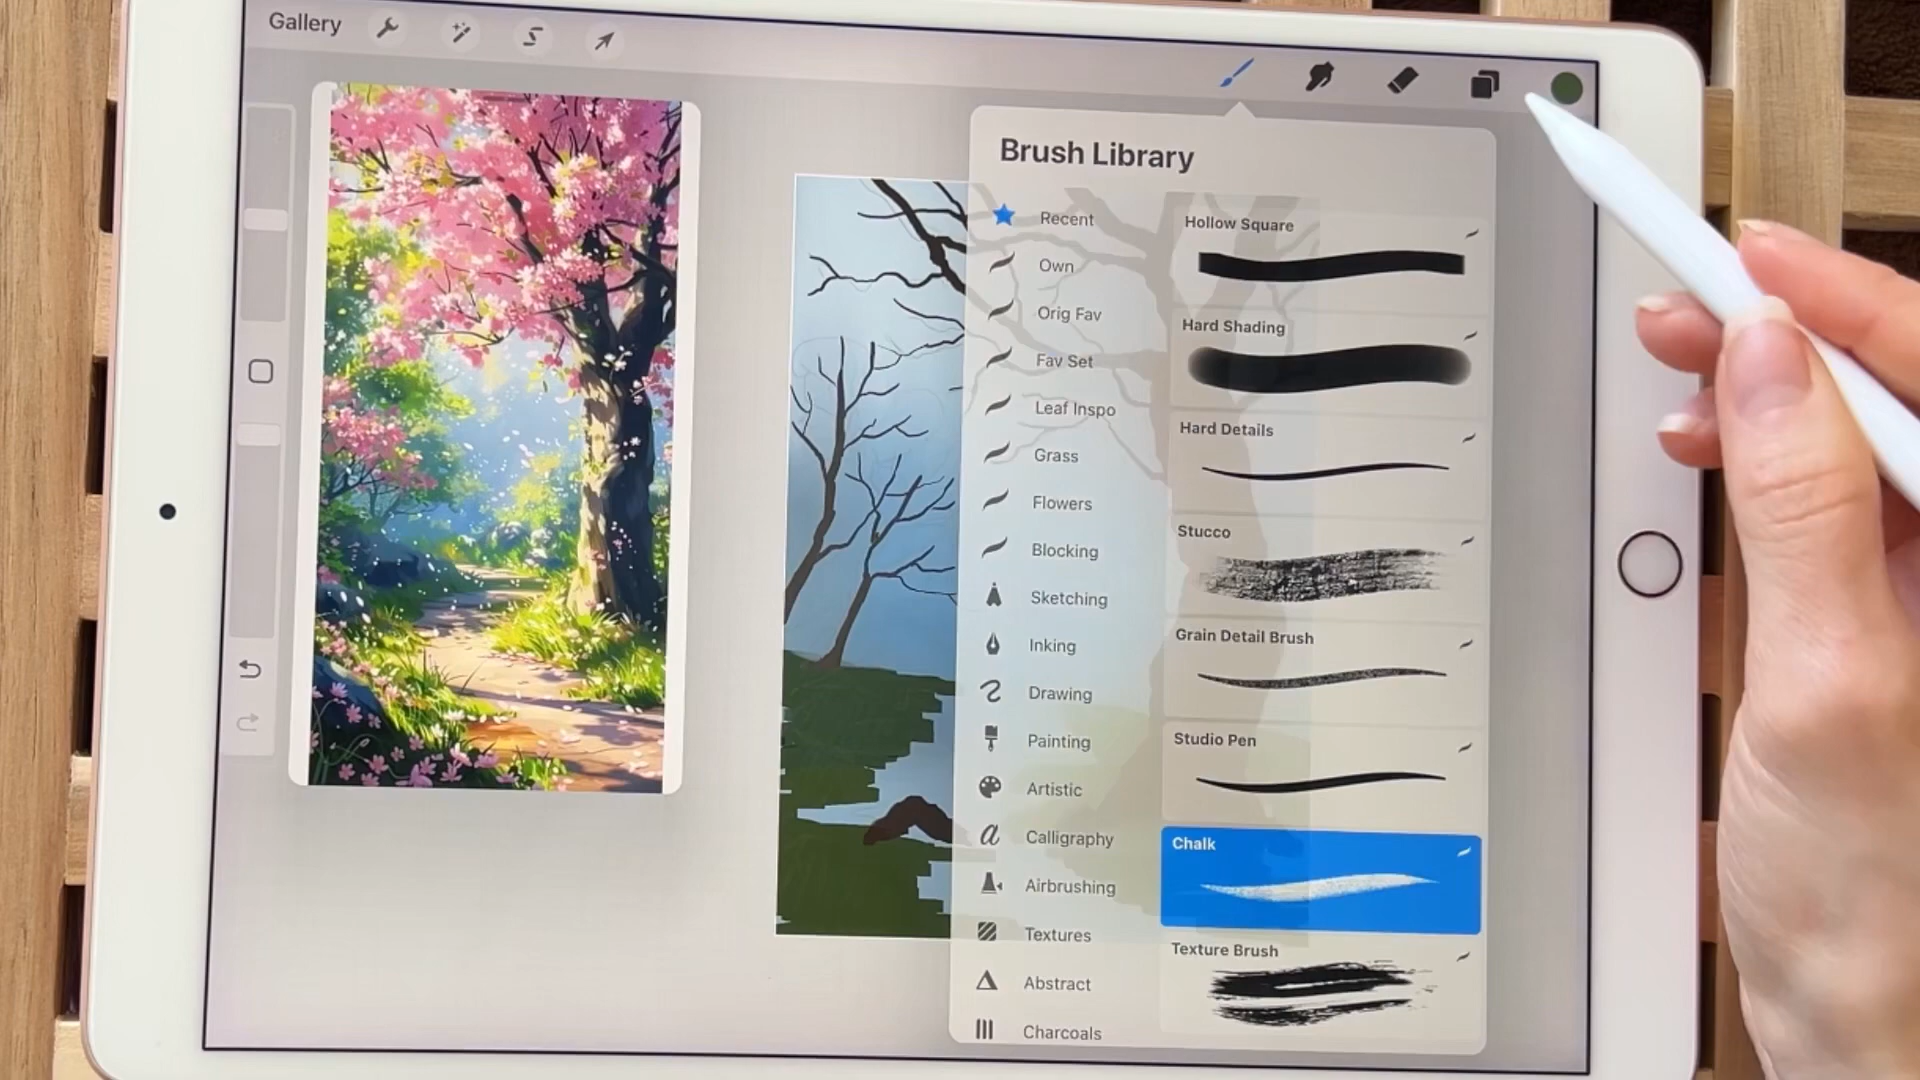 Gallery
Brush Library
Recent
Own
Orig Fav
Fav Set
Leaf Inspo
Grass
Flowers
Blocking
Sketching
Inking
Drawing
Painting
Artistic
Calligraphy
Airbrushing
Textures
Abstract
Charcoals
Hollow Square
Hard Shading
Hard Details
Stucco
Grain Detail Brush
Studio Pen
Chalk
Texture Brush